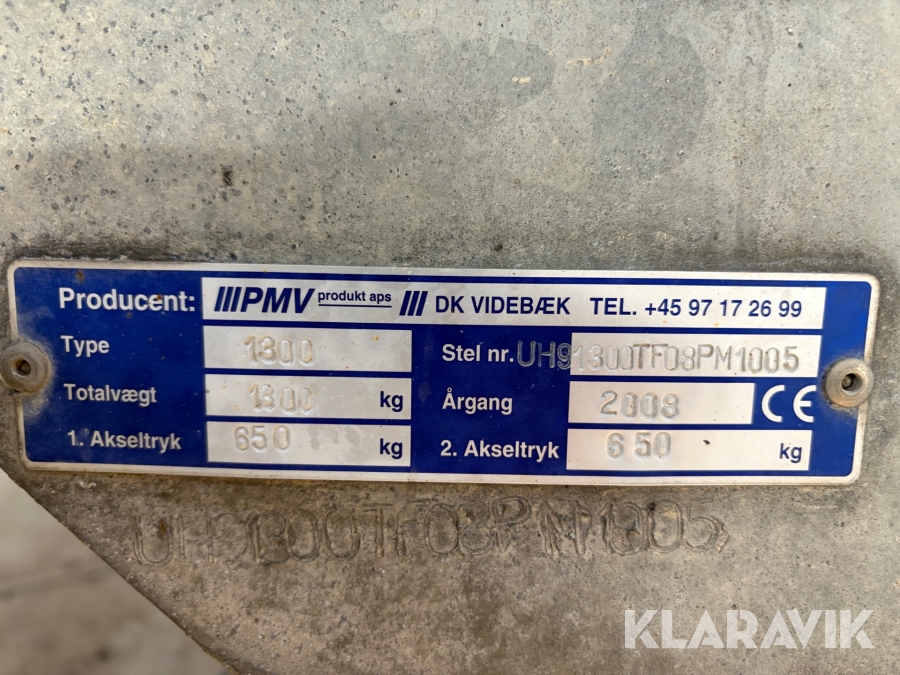 Producent: PMV produkt aps DK VIDEBÆK TEL. +45 97 17 26 99
Type 1300 Stel nr. UH91300TF08PM1005
Totalvægt 1300 kg Årgang 2008 CE
1. Akseltryk 650 kg 2. Akseltryk 650 kg
UH91300TF08PM1005
KLARAVIK